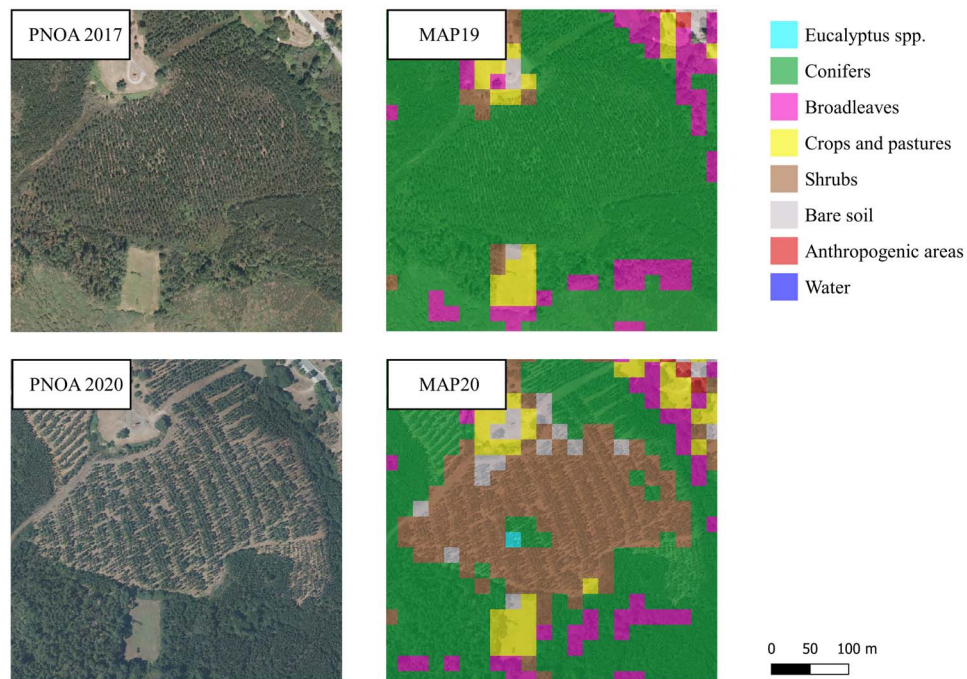 PNOA 2017
MAP19
Eucalyptus spp.
Conifers
Broadleaves
Crops and pastures
Shrubs
Bare soil
Anthropogenic areas
Water
PNOA 2020
MAP20
0 50 100 m